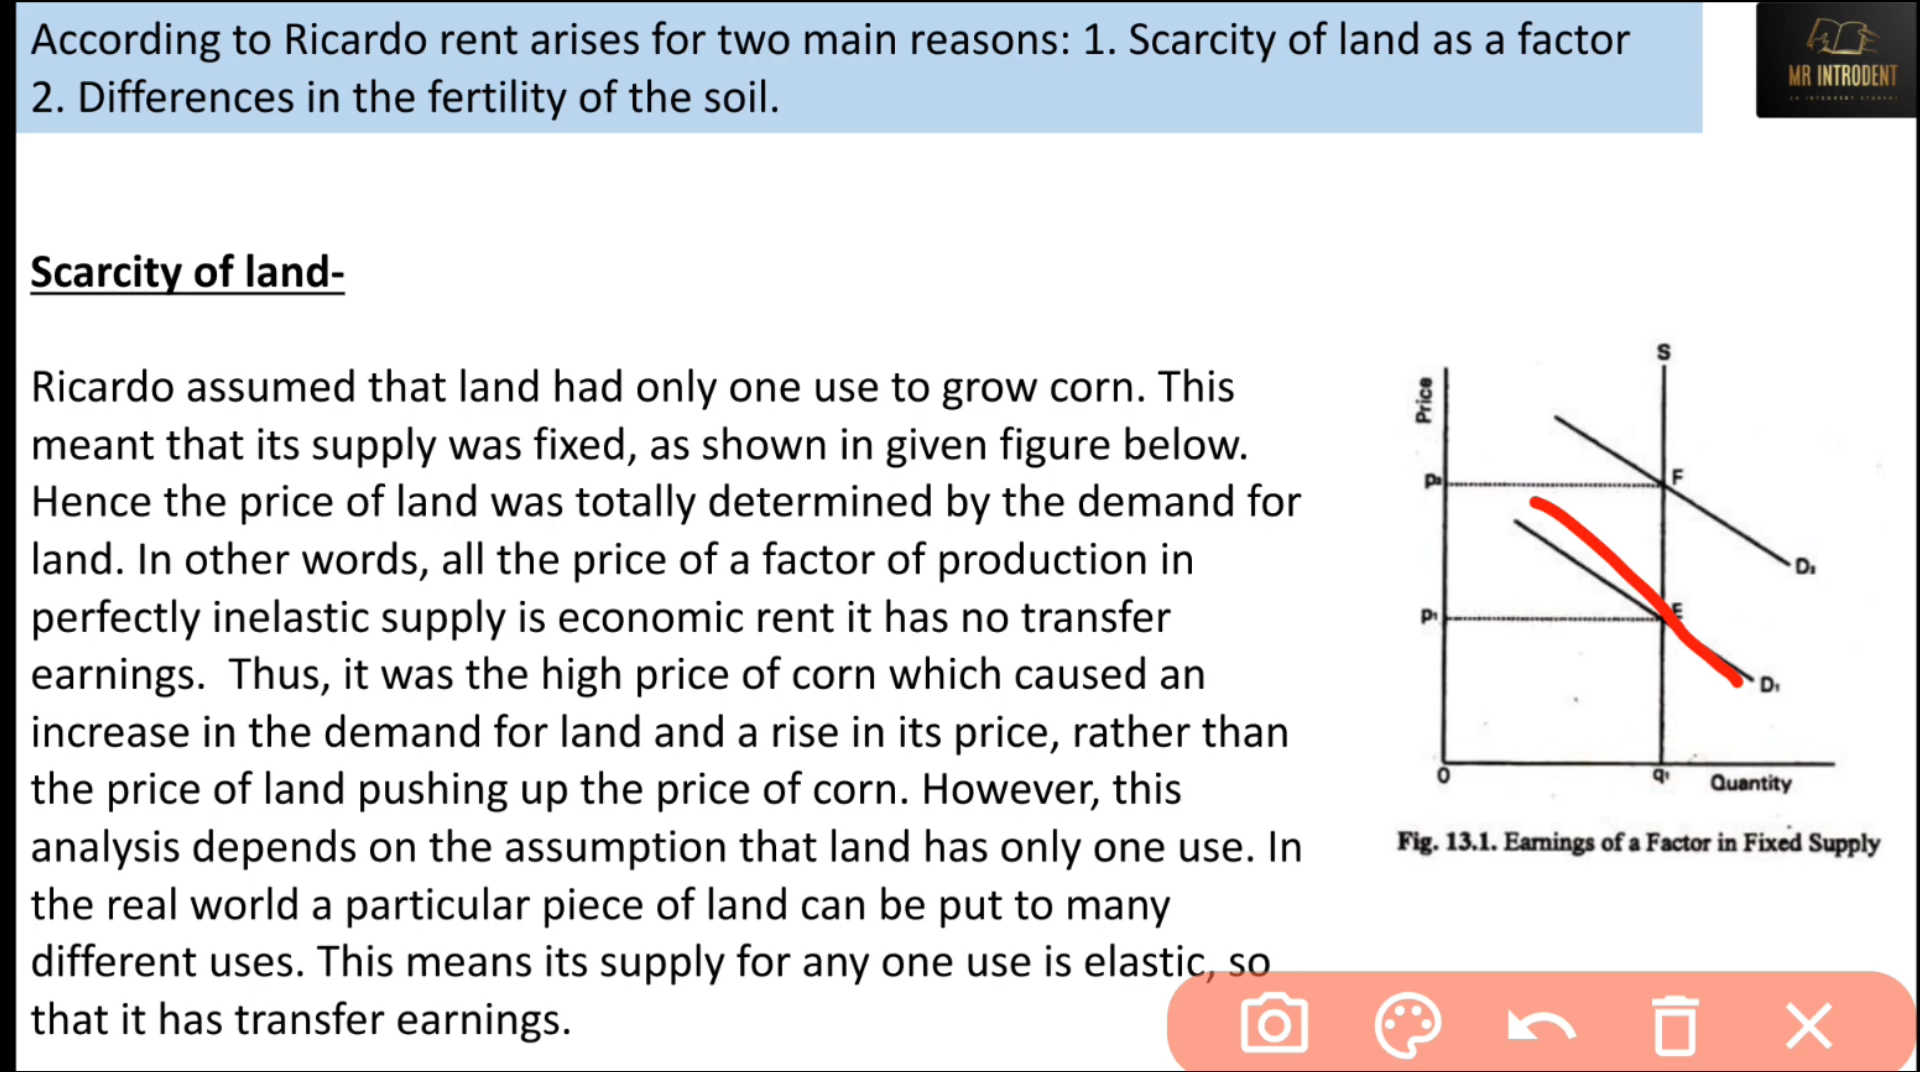 According to Ricardo rent arises for two main reasons: 1. Scarcity of land as a factor
2. Differences in the fertility of the soil.
MR INTRODENT
Scarcity of land-
Ricardo assumed that land had only one use to grow corn. This
meant that its supply was fixed, as shown in given figure below.
Hence the price of land was totally determined by the demand for
land. In other words, all the price of a factor of production in
perfectly inelastic supply is economic rent it has no transfer
earnings. Thus, it was the high price of corn which caused an
increase in the demand for land and a rise in its price, rather than
the price of land pushing up the price of corn. However, this
analysis depends on the assumption that land has only one use. In
the real world a particular piece of land can be put to many
different uses. This means its supply for any one use is elastic, so
that it has transfer earnings.
S
Price
P₂
F
D₂
P₁
E
D₁
0
q₁
Quantity
Fig. 13.1. Earnings of a Factor in Fixed Supply